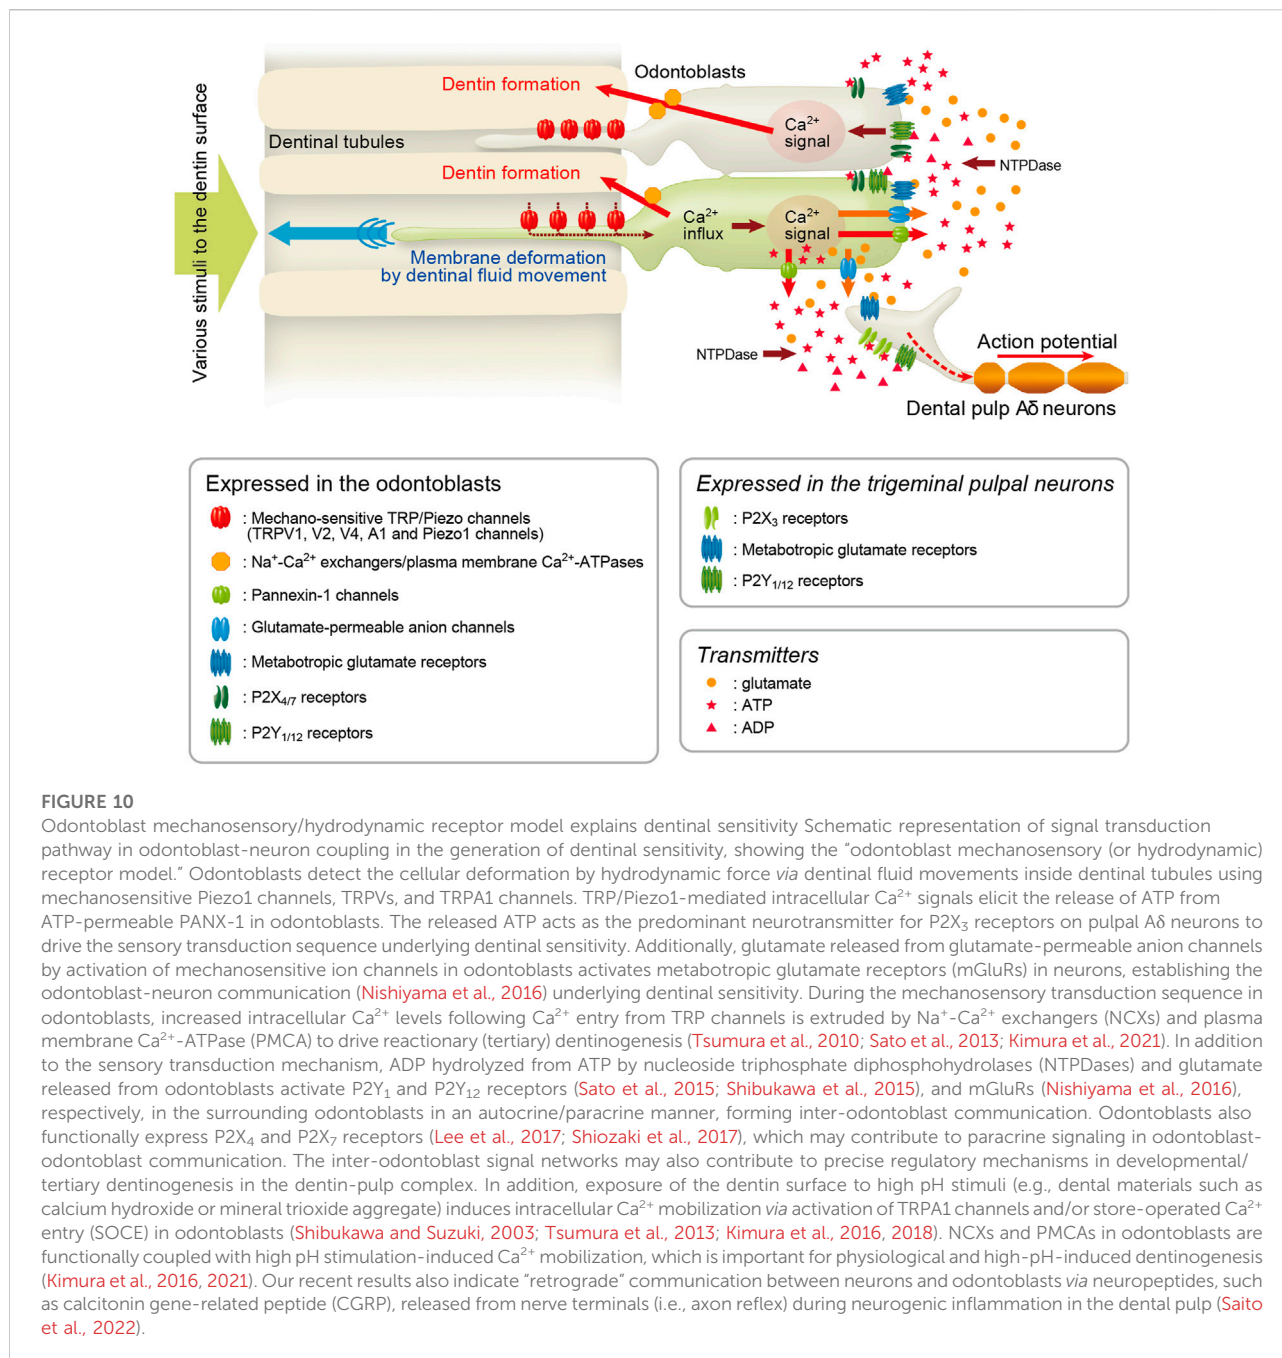 Various stimuli to the dentin surface
Dentin formation
Odontoblasts
Dentinal tubules
Ca²⁺
signal
NTPDase
Dentin formation
Ca²⁺
influx
Ca²⁺
signal
Membrane deformation
by dentinal fluid movement
NTPDase
Action potential
Dental pulp Aδ neurons
Expressed in the odontoblasts
: Mechano-sensitive TRP/Piezo channels
(TRPV1, V2, V4, A1 and Piezo1 channels)
: Na⁺-Ca²⁺ exchangers/plasma membrane Ca²⁺-ATPases
: Pannexin-1 channels
: Glutamate-permeable anion channels
: Metabotropic glutamate receptors
: P2X₄/₇ receptors
: P2Y₁/₁₂ receptors
Expressed in the trigeminal pulpal neurons
: P2X₃ receptors
: Metabotropic glutamate receptors
: P2Y₁/₁₂ receptors
Transmitters
: glutamate
: ATP
: ADP
FIGURE 10
Odontoblast mechanosensory/hydrodynamic receptor model explains dentinal sensitivity Schematic representation of signal transduction
pathway in odontoblast-neuron coupling in the generation of dentinal sensitivity, showing the “odontoblast mechanosensory (or hydrodynamic)
receptor model.” Odontoblasts detect the cellular deformation by hydrodynamic force via dentinal fluid movements inside dentinal tubules using
mechanosensitive Piezo1 channels, TRPVs, and TRPA1 channels. TRP/Piezo1-mediated intracellular Ca²⁺ signals elicit the release of ATP from
ATP-permeable PANX-1 in odontoblasts. The released ATP acts as the predominant neurotransmitter for P2X₃ receptors on pulpal Aδ neurons to
drive the sensory transduction sequence underlying dentinal sensitivity. Additionally, glutamate released from glutamate-permeable anion channels
by activation of mechanosensitive ion channels in odontoblasts activates metabotropic glutamate receptors (mGluRs) in neurons, establishing the
odontoblast-neuron communication (Nishiyama et al., 2016) underlying dentinal sensitivity. During the mechanosensory transduction sequence in
odontoblasts, increased intracellular Ca²⁺ levels following Ca²⁺ entry from TRP channels is extruded by Na⁺-Ca²⁺ exchangers (NCXs) and plasma
membrane Ca²⁺-ATPase (PMCA) to drive reactionary (tertiary) dentinogenesis (Tsumura et al., 2010; Sato et al., 2013; Kimura et al., 2021). In addition
to the sensory transduction mechanism, ADP hydrolyzed from ATP by nucleoside triphosphate diphosphohydrolases (NTPDases) and glutamate
released from odontoblasts activate P2Y₁ and P2Y₁₂ receptors (Sato et al., 2015; Shibukawa et al., 2015), and mGluRs (Nishiyama et al., 2016),
respectively, in the surrounding odontoblasts in an autocrine/paracrine manner, forming inter-odontoblast communication. Odontoblasts also
functionally express P2X₄ and P2X₇ receptors (Lee et al., 2017; Shiozaki et al., 2017), which may contribute to paracrine signaling in odontoblast-
odontoblast communication. The inter-odontoblast signal networks may also contribute to precise regulatory mechanisms in developmental/
tertiary dentinogenesis in the dentin-pulp complex. In addition, exposure of the dentin surface to high pH stimuli (e.g., dental materials such as
calcium hydroxide or mineral trioxide aggregate) induces intracellular Ca²⁺ mobilization via activation of TRPA1 channels and/or store-operated Ca²⁺
entry (SOCE) in odontoblasts (Shibukawa and Suzuki, 2003; Tsumura et al., 2013; Kimura et al., 2016, 2018). NCXs and PMCAs in odontoblasts are
functionally coupled with high pH stimulation-induced Ca²⁺ mobilization, which is important for physiological and high-pH-induced dentinogenesis
(Kimura et al., 2016, 2021). Our recent results also indicate “retrograde” communication between neurons and odontoblasts via neuropeptides, such
as calcitonin gene-related peptide (CGRP), released from nerve terminals (i.e., axon reflex) during neurogenic inflammation in the dental pulp (Saito
et al., 2022).